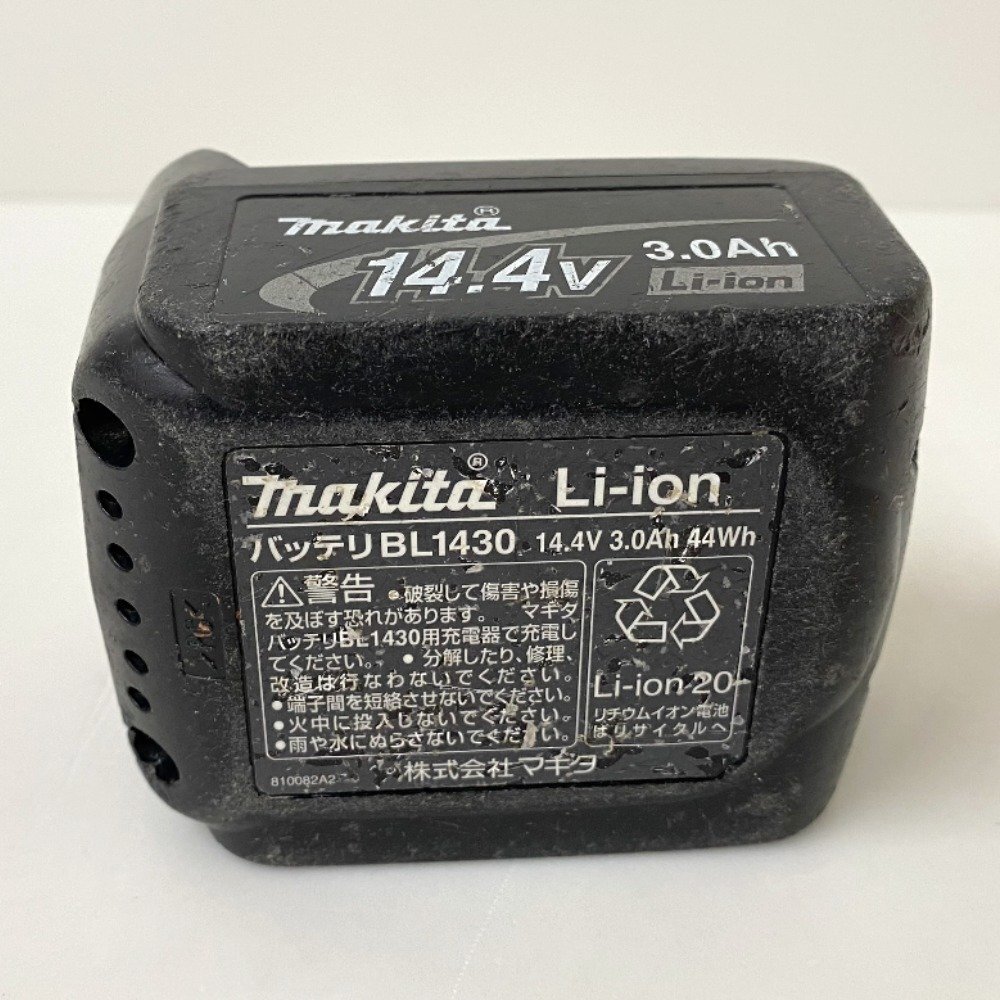 makita®
14.4V
3.0Ah
Li-ion
makita® Li-ion
バッテリBL1430 14.4V 3.0Ah 44Wh
警告 ●破裂して傷害や損傷
を及ぼす恐れがあります。 マキタ
バッテリBL1430用充電器で充電し
てください。 ●分解したり、修理、
改造は行なわないでください。
●端子間を短絡させないでください。
●火中に投入しないでください。
●雨や水にぬらさないでください。
Li-ion 20
リチウムイオン電池
はリサイクルへ
810082A2
株式会社マキタ